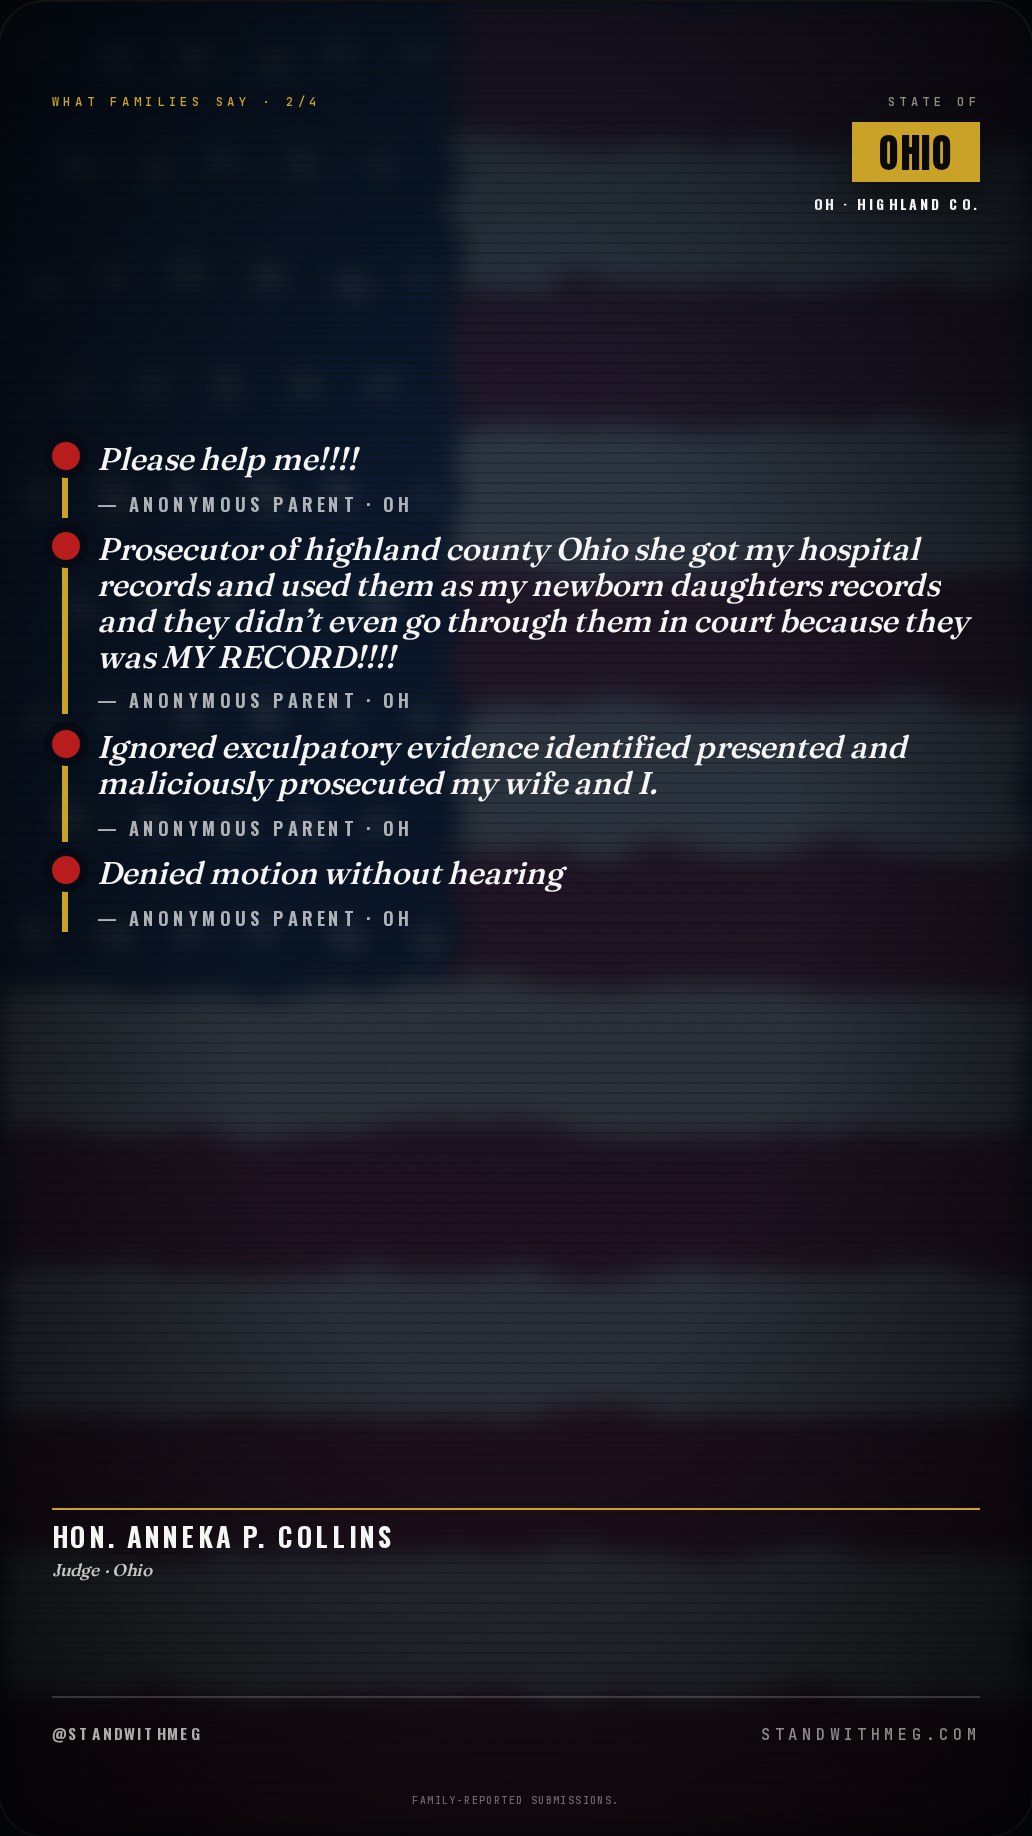 WHAT FAMILIES SAY · 2/4
STATE OF
OHIO
OH · HIGHLAND CO.
Please help me!!!!
— ANONYMOUS PARENT · OH
Prosecutor of highland county Ohio she got my hospital
records and used them as my newborn daughters records
and they didn’t even go through them in court because they
was MY RECORD!!!!
— ANONYMOUS PARENT · OH
Ignored exculpatory evidence identified presented and
maliciously prosecuted my wife and I.
— ANONYMOUS PARENT · OH
Denied motion without hearing
— ANONYMOUS PARENT · OH
HON. ANNEKA P. COLLINS
Judge · Ohio
@STANDWITHMEG
STANDWITHMEG.COM
FAMILY-REPORTED SUBMISSIONS.